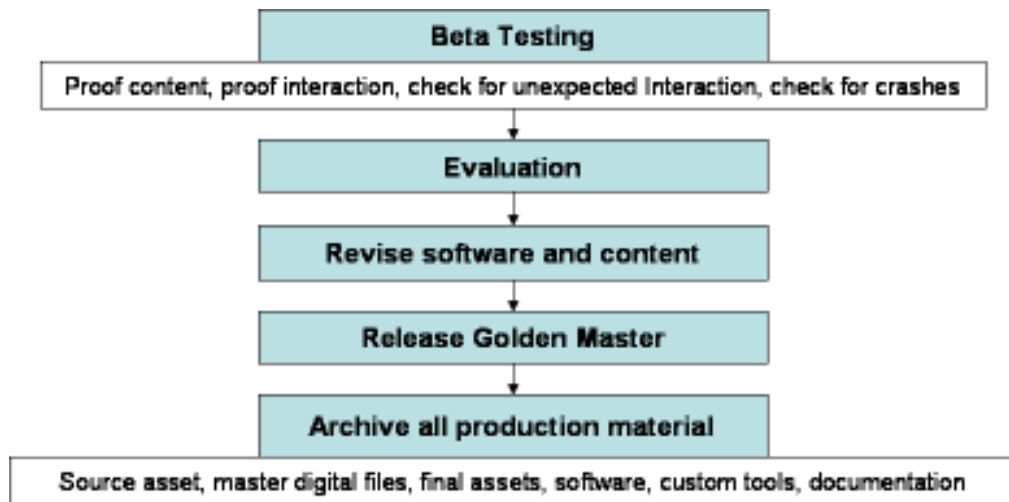 Beta Testing
Proof content, proof interaction, check for unexpected Interaction, check for crashes
Evaluation
Revise software and content
Release Golden Master
Archive all production material
Source asset, master digital files, final assets, software, custom tools, documentation